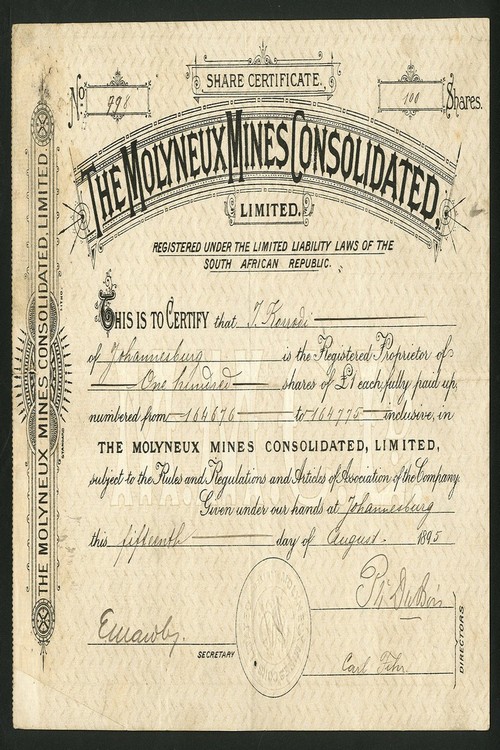 SHARE CERTIFICATE.
No. 998
100 Shares.
THE MOLYNEUX MINES CONSOLIDATED,
LIMITED.
REGISTERED UNDER THE LIMITED LIABILITY LAWS OF THE
SOUTH AFRICAN REPUBLIC.
THIS IS TO CERTIFY that J. Korrodi
of Johannesburg is the Registered Proprietor of
One hundred shares of £1 each, fully paid up,
numbered from 164676 to 164775 inclusive, in
THE MOLYNEUX MINES CONSOLIDATED, LIMITED,
subject to the Rules and Regulations and Articles of Association of the Company.
Given under our hands at Johannesburg
this fifteenth day of August 1895
SECRETARY
Carl Fehr.
DIRECTORS
THE MOLYNEUX MINES CONSOLIDATED, LIMITED